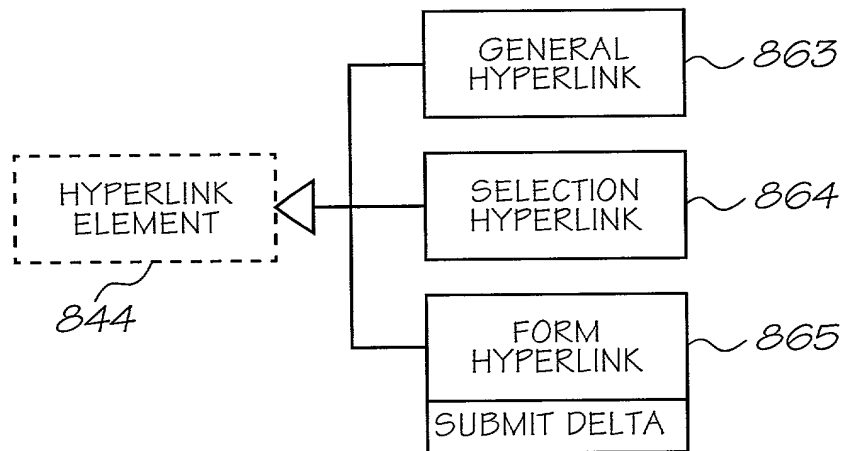 GENERAL
HYPERLINK
863
HYPERLINK
ELEMENT
844
SELECTION
HYPERLINK
864
FORM
HYPERLINK
865
SUBMIT DELTA